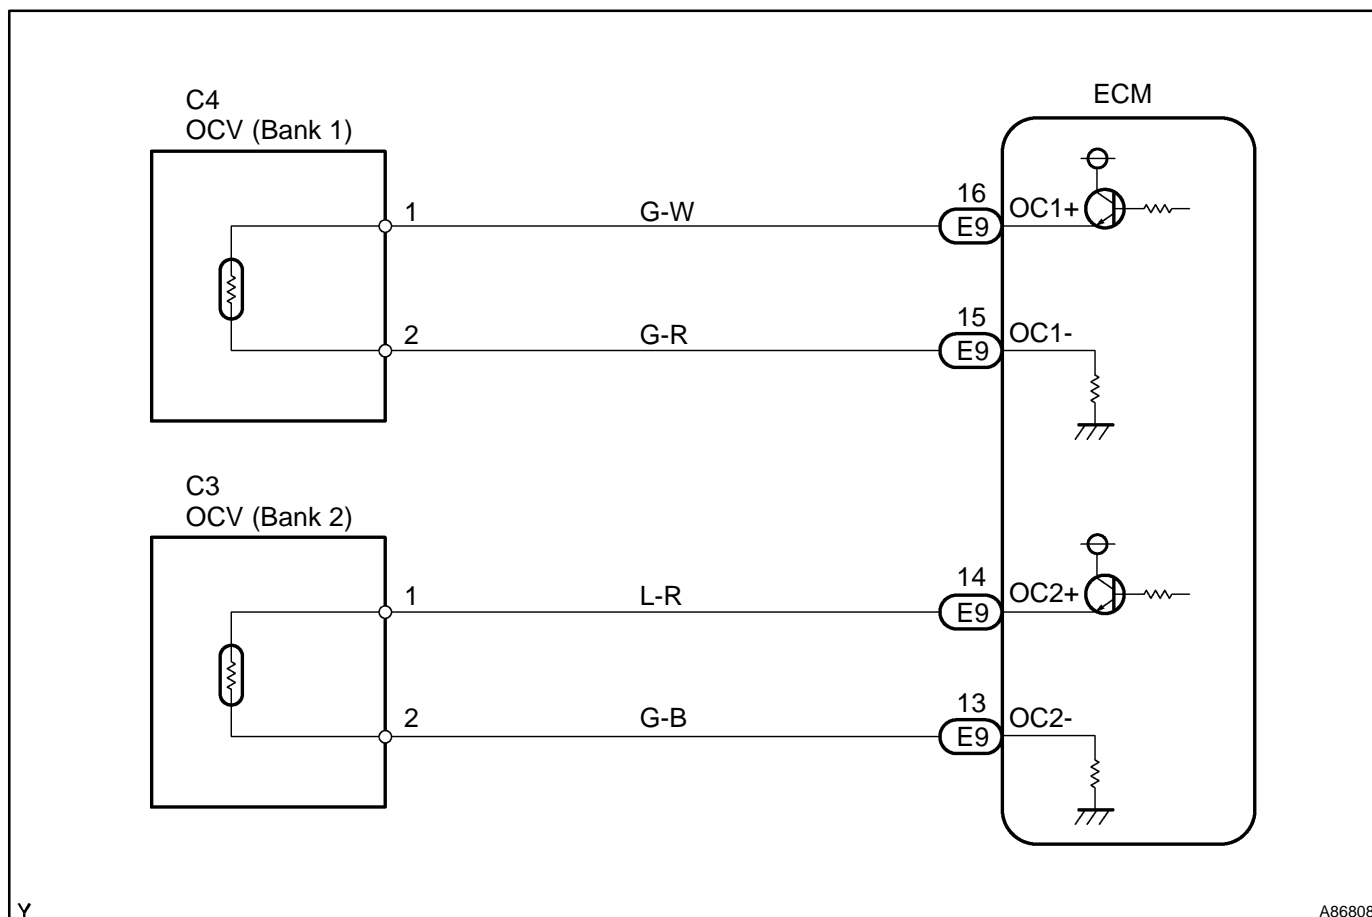 C4
OCV (Bank 1)
ECM
1
G-W
16
E9
OC1+
2
G-R
15
E9
OC1-
C3
OCV (Bank 2)
1
L-R
14
E9
OC2+
2
G-B
13
E9
OC2-
Y
A86808